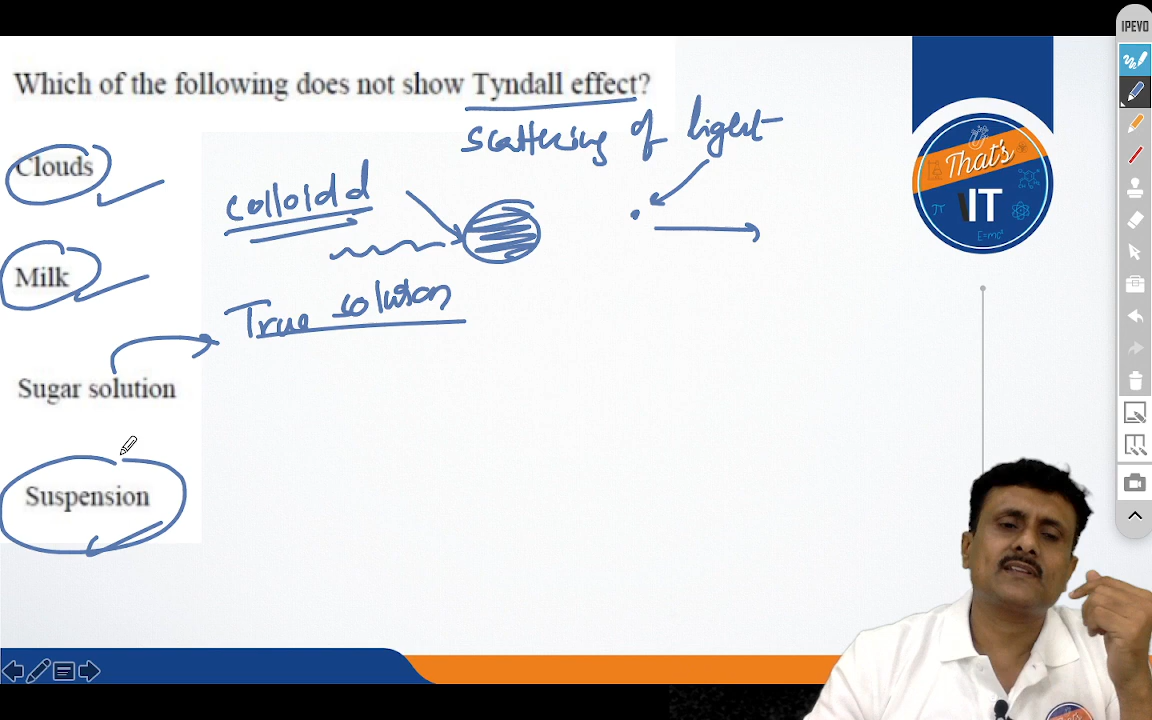 IPEVO
Which of the following does not show Tyndall effect?
scattering of light
Clouds
colloid
That's
IT
π
E=mc²
Milk
True solution
Sugar solution
Suspension